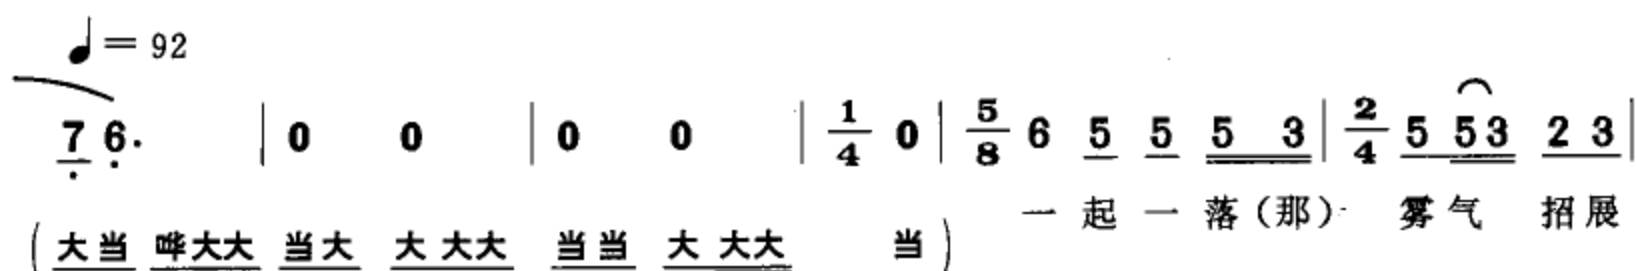 ♩=92
7 6. | 0 0 | 0 0 | 1/4 0 | 5/8 6 5 5 5 3 | 2/4 5 53 2 3 |
一 起 一 落(那) 雾气 招展
(大当 哗大大 当大 大大大 当当 大大大 当)